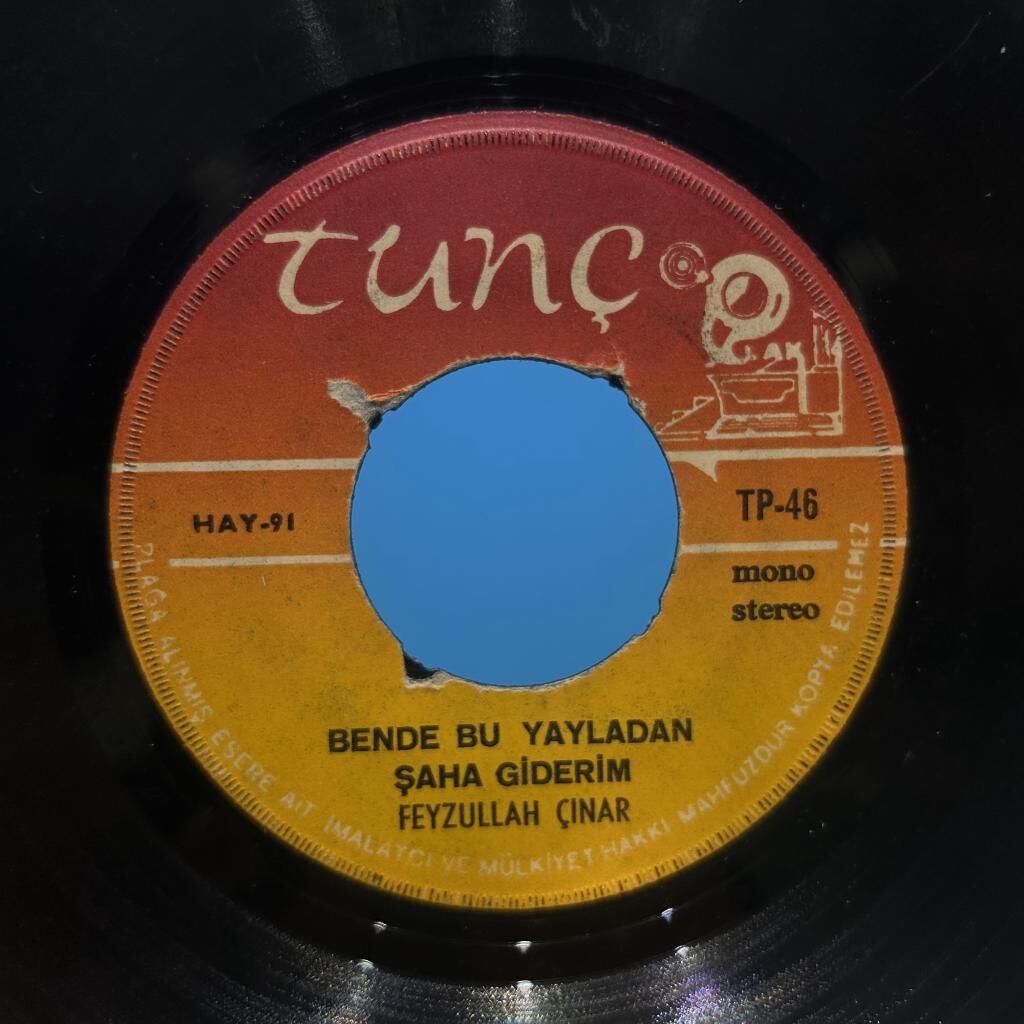 tunç
HAY-91
TP-46
mono
stereo
BENDE BU YAYLADAN
ŞAHA GİDERİM
FEYZULLAH ÇINAR
PLAĞA ALINMIŞ ESERE AİT İMALATÇI VE MÜLKİYET HAKKI MAHFUZDUR KOPYA EDİLEMEZ